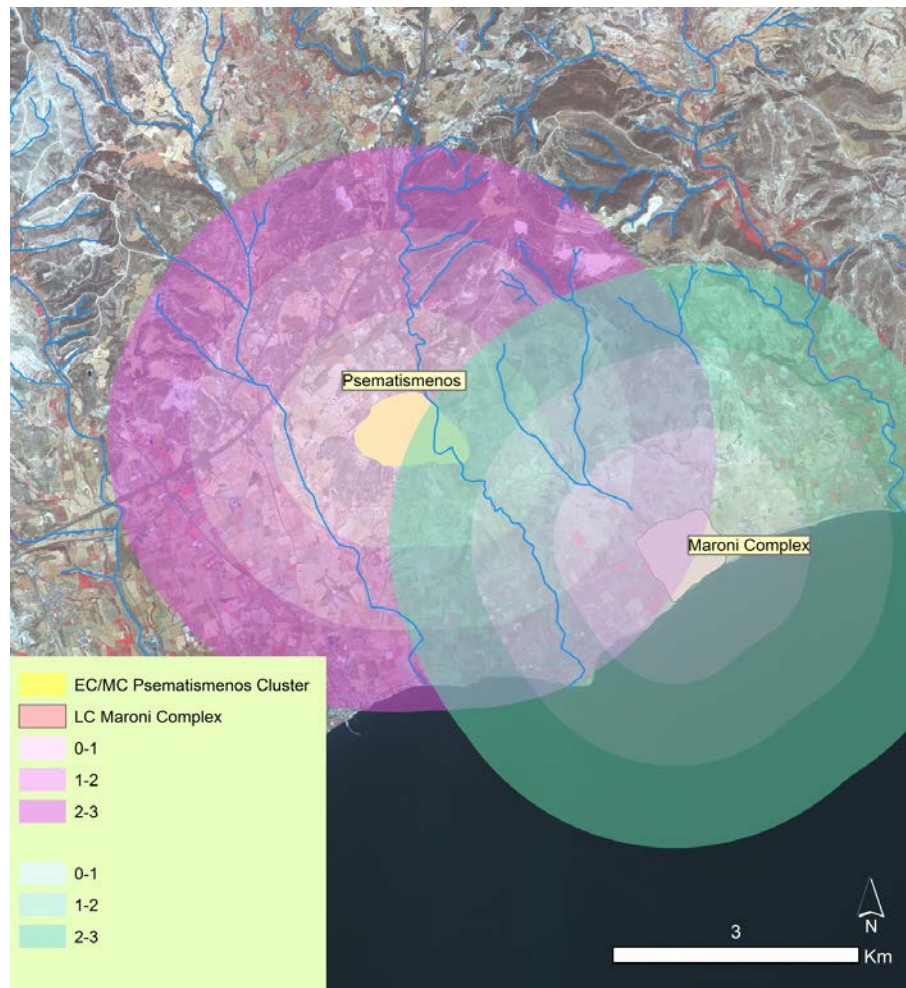 Psematismenos
Maroni Complex
EC/MC Psematismenos Cluster
LC Maroni Complex
0-1
1-2
2-3
0-1
1-2
2-3
N
3
Km